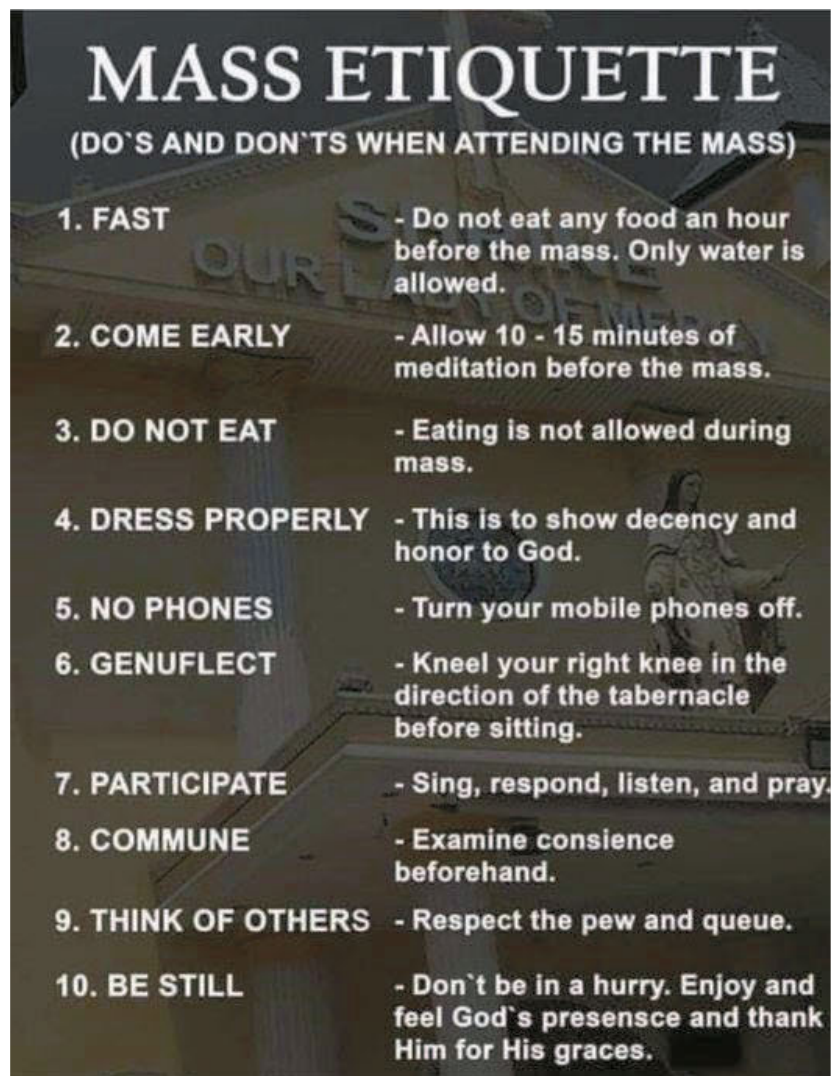 MASS ETIQUETTE
(DO`S AND DON`TS WHEN ATTENDING THE MASS)
1. FAST - Do not eat any food an hour
before the mass. Only water is
allowed.
2. COME EARLY - Allow 10 - 15 minutes of
meditation before the mass.
3. DO NOT EAT - Eating is not allowed during
mass.
4. DRESS PROPERLY - This is to show decency and
honor to God.
5. NO PHONES - Turn your mobile phones off.
6. GENUFLECT - Kneel your right knee in the
direction of the tabernacle
before sitting.
7. PARTICIPATE - Sing, respond, listen, and pray.
8. COMMUNE - Examine consience
beforehand.
9. THINK OF OTHERS - Respect the pew and queue.
10. BE STILL - Don`t be in a hurry. Enjoy and
feel God`s presensce and thank
Him for His graces.
OUR LADY OF